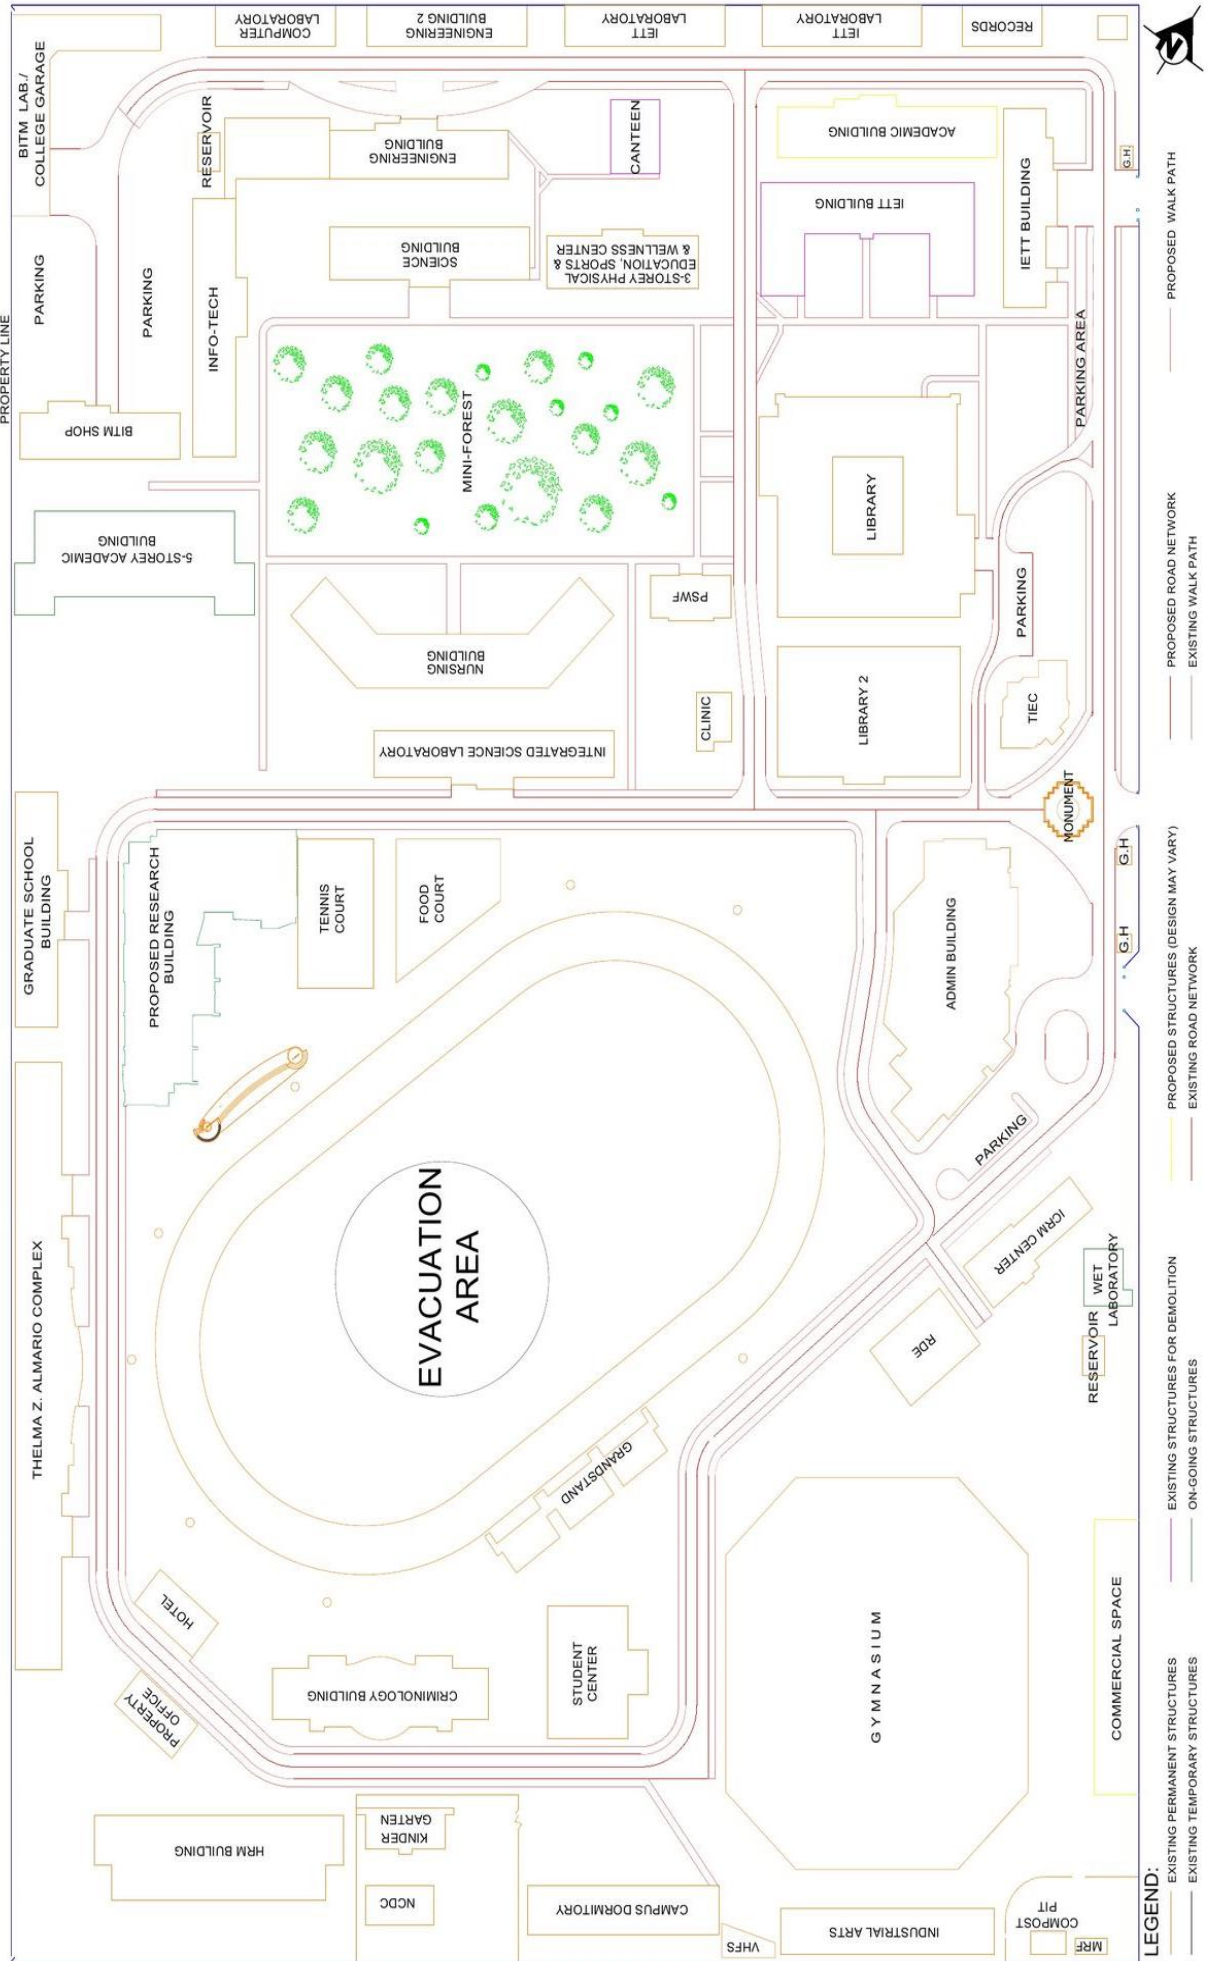 COMPUTER
LABORATORY
ENGINEERING
BUILDING 2
IETT
LABORATORY
IETT
LABORATORY
RECORDS
N
BITM LAB./
COLLEGE GARAGE
RESERVOIR
ENGINEERING
BUILDING
CANTEEN
ACADEMIC BUILDING
G.H.
IETT BUILDING
IETT BUILDING
SCIENCE
BUILDING
3-STOREY PHYSICAL
EDUCATION, SPORTS &
& WELLNESS CENTER
PARKING
PARKING
INFO-TECH
PROPERTY LINE
PARKING AREA
BITM SHOP
MINI-FOREST
LIBRARY
5-STOREY ACADEMIC
BUILDING
PSWF
PARKING
NURSING
BUILDING
CLINIC
LIBRARY 2
TIEC
INTEGRATED SCIENCE LABORATORY
MONUMENT
GRADUATE SCHOOL
BUILDING
PROPOSED RESEARCH
BUILDING
TENNIS
COURT
FOOD
COURT
ADMIN BUILDING
G.H
G.H
PARKING
EVACUATION
AREA
THELMA Z. ALMARIO COMPLEX
ICRM CENTER
WET
LABORATORY
RDE
RESERVOIR
GRANDSTAND
HOTEL
PROPERTY
OFFICE
CRIMINOLOGY BUILDING
STUDENT
CENTER
GYMNASIUM
COMMERCIAL SPACE
HRM BUILDING
KINDER
GARTEN
NCDC
CAMPUS DORMITORY
VHFS
INDUSTRIAL ARTS
COMPOST
PIT
MRF
LEGEND:
EXISTING PERMANENT STRUCTURES
EXISTING TEMPORARY STRUCTURES
EXISTING STRUCTURES FOR DEMOLITION
ON-GOING STRUCTURES
PROPOSED STRUCTURES (DESIGN MAY VARY)
EXISTING ROAD NETWORK
PROPOSED ROAD NETWORK
EXISTING WALK PATH
PROPOSED WALK PATH